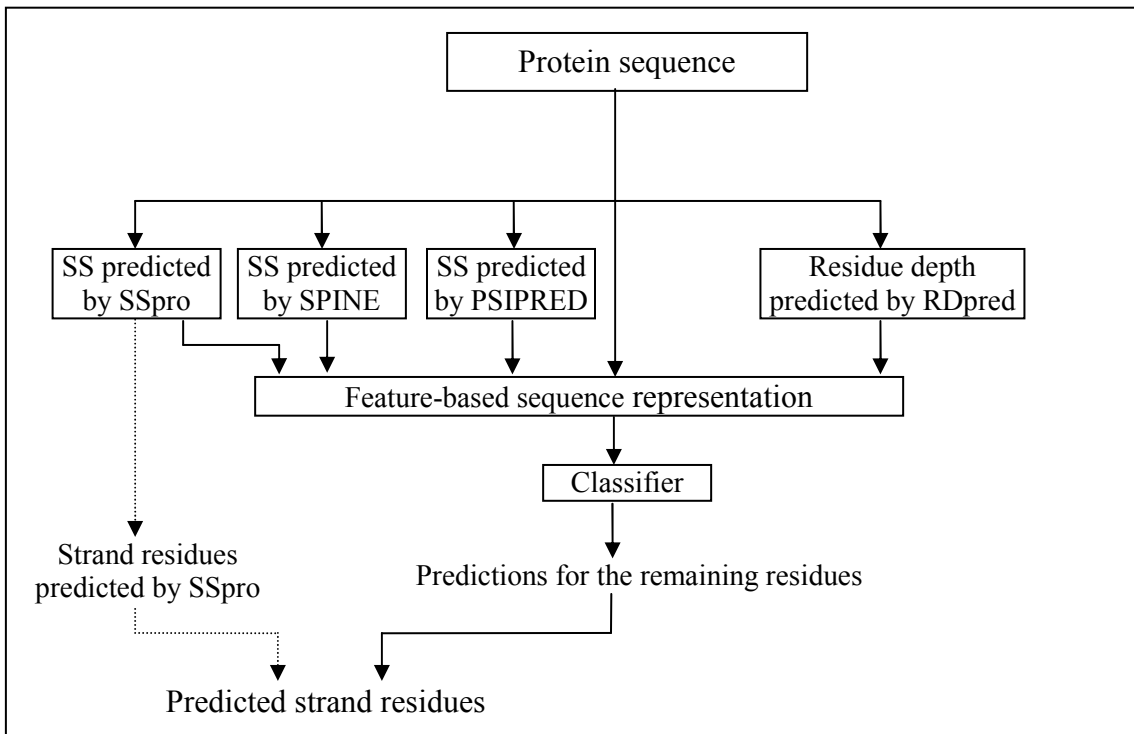 Protein sequence
SS predicted
by SSpro
SS predicted
by SPINE
SS predicted
by PSIPRED
Residue depth
predicted by RDpred
Feature-based sequence representation
Classifier
Strand residues
predicted by SSpro
Predictions for the remaining residues
Predicted strand residues